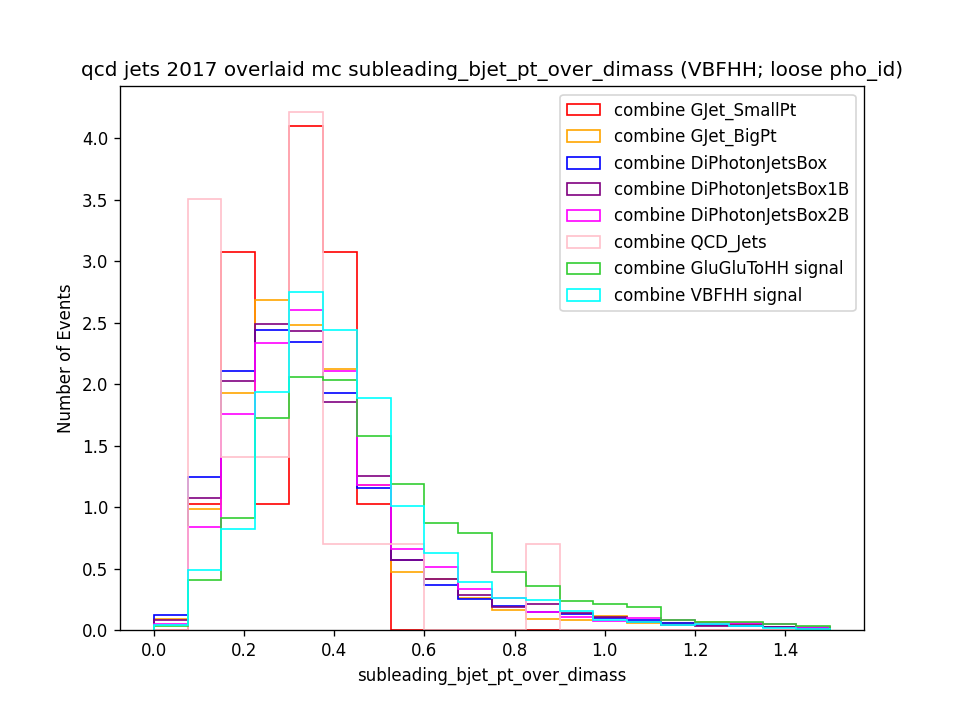 qcd jets 2017 overlaid mc subleading_bjet_pt_over_dimass (VBFHH; loose pho_id)
combine GJet_SmallPt
combine GJet_BigPt
combine DiPhotonJetsBox
combine DiPhotonJetsBox1B
combine DiPhotonJetsBox2B
combine QCD_Jets
combine GluGluToHH signal
combine VBFHH signal
Number of Events
4.0
3.5
3.0
2.5
2.0
1.5
1.0
0.5
0.0
0.0 0.2 0.4 0.6 0.8 1.0 1.2 1.4
subleading_bjet_pt_over_dimass